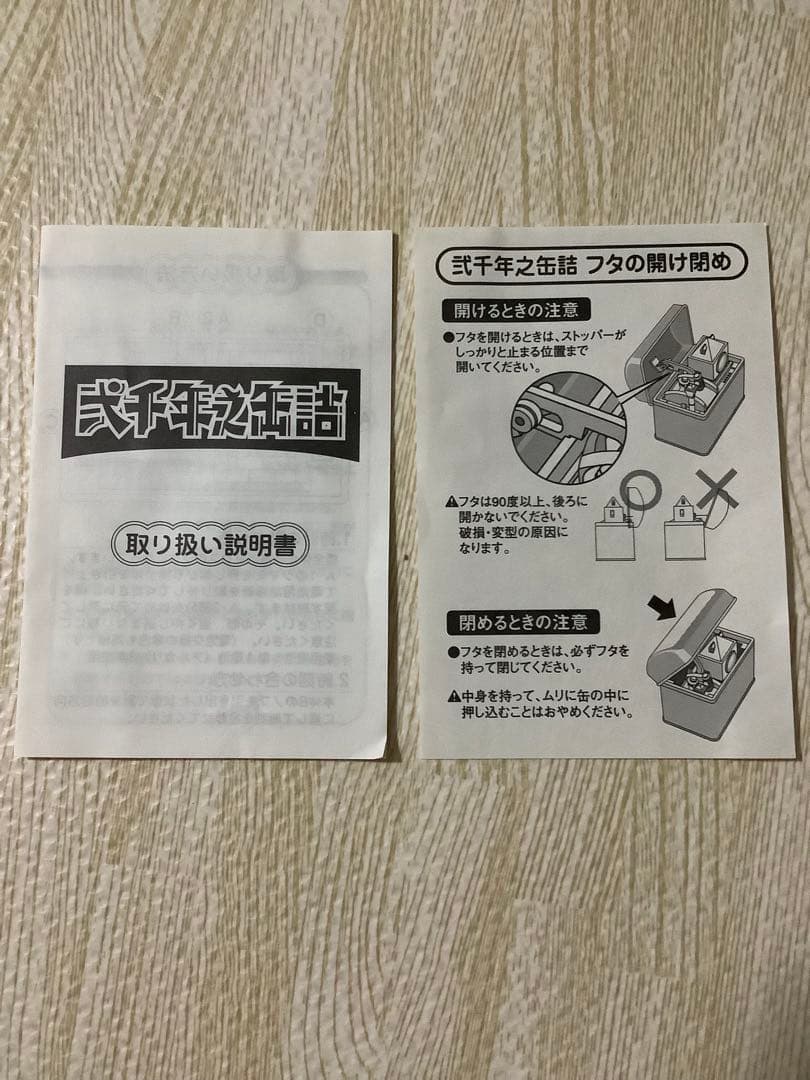 弐千年之缶詰
取り扱い説明書
弐千年之缶詰 フタの開け閉め
開けるときの注意
●フタを開けるときは、ストッパーが
しっかりと止まる位置まで
開いてください。
⚠フタは90度以上、後ろに
開かないでください。
破損・変型の原因に
なります。
閉めるときの注意
●フタを閉めるときは、必ずフタを
持って閉じてください。
⚠中身を持って、ムリに缶の中に
押し込むことはおやめください。